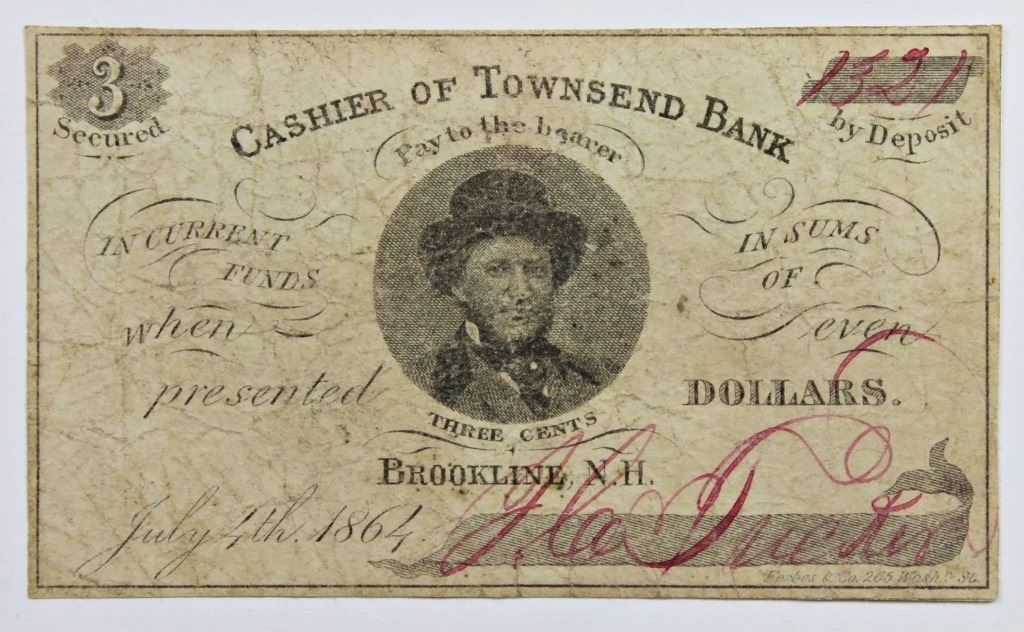 3
Secured
1321
by Deposit
CASHIER OF TOWNSEND BANK
Pay to the bearer
IN CURRENT
FUNDS
when
presented
IN SUMS
OF
even
DOLLARS.
THREE CENTS
BROOKLINE, N.H.
July 4th. 1864.
Forbes & Co. 265 Wash.n St.